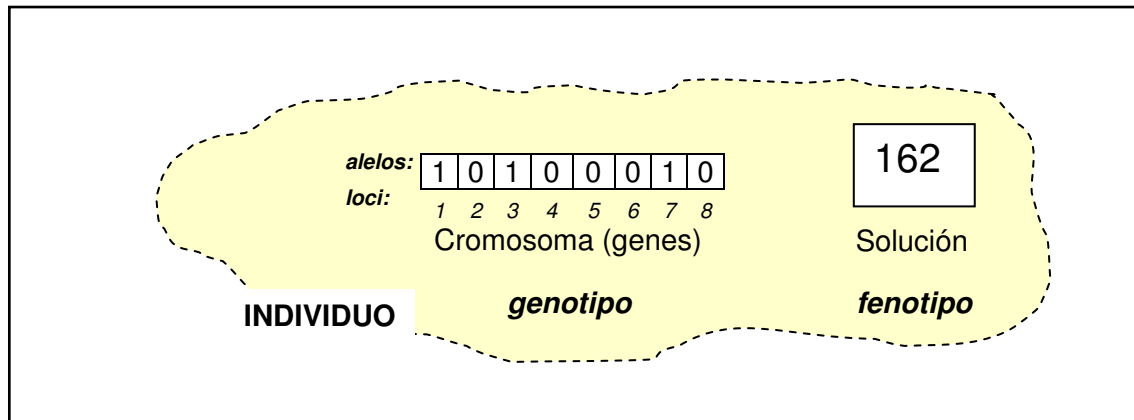 alelos: 1 0 1 0 0 0 1 0
loci: 1 2 3 4 5 6 7 8
Cromosoma (genes)
genotipo
162
Solución
fenotipo
INDIVIDUO